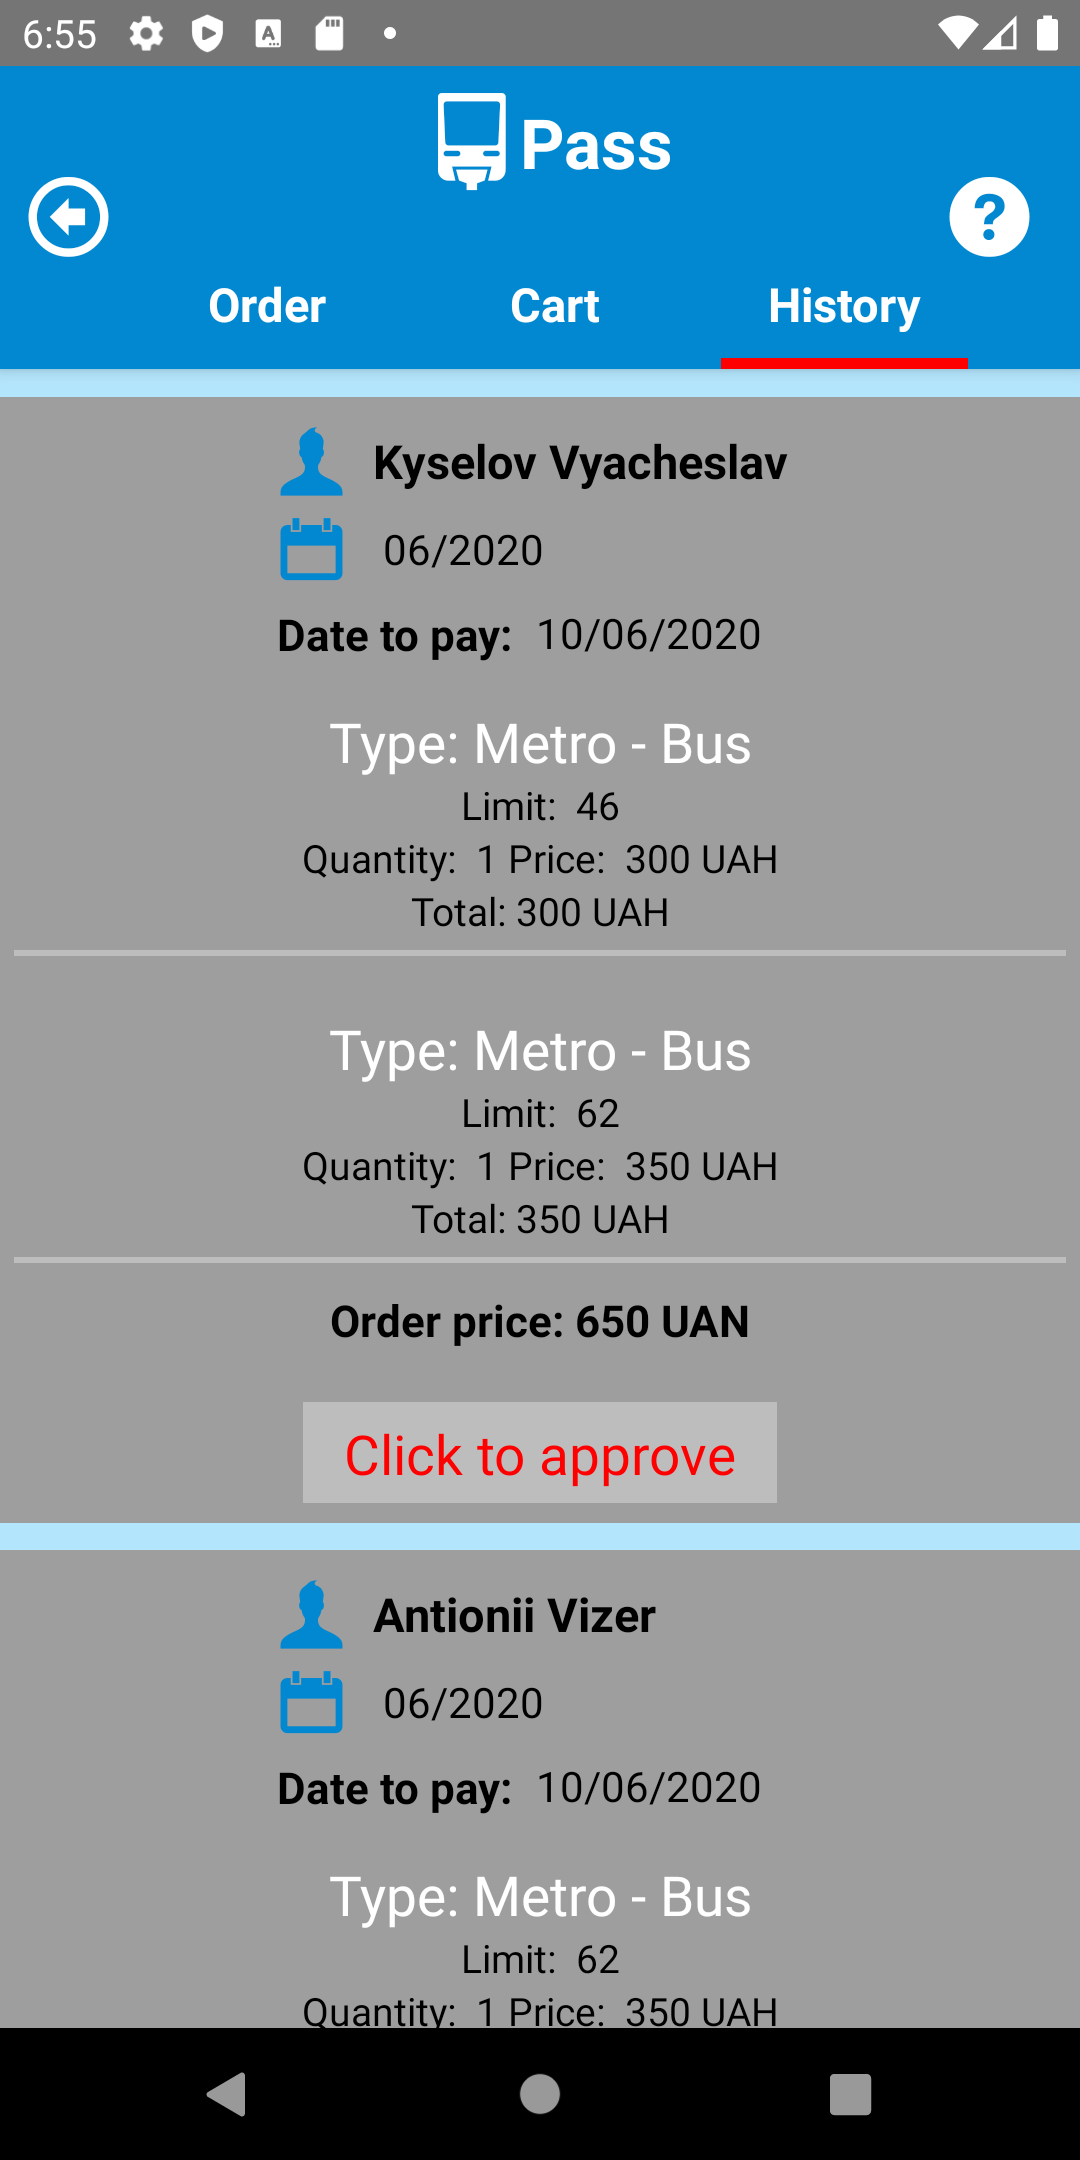 6:55
Pass
Order Cart History
Kyselov Vyacheslav
06/2020
Date to pay: 10/06/2020
Type: Metro - Bus
Limit: 46
Quantity: 1 Price: 300 UAH
Total: 300 UAH
Type: Metro - Bus
Limit: 62
Quantity: 1 Price: 350 UAH
Total: 350 UAH
Order price: 650 UAN
Click to approve
Antionii Vizer
06/2020
Date to pay: 10/06/2020
Type: Metro - Bus
Limit: 62
Quantity: 1 Price: 350 UAH